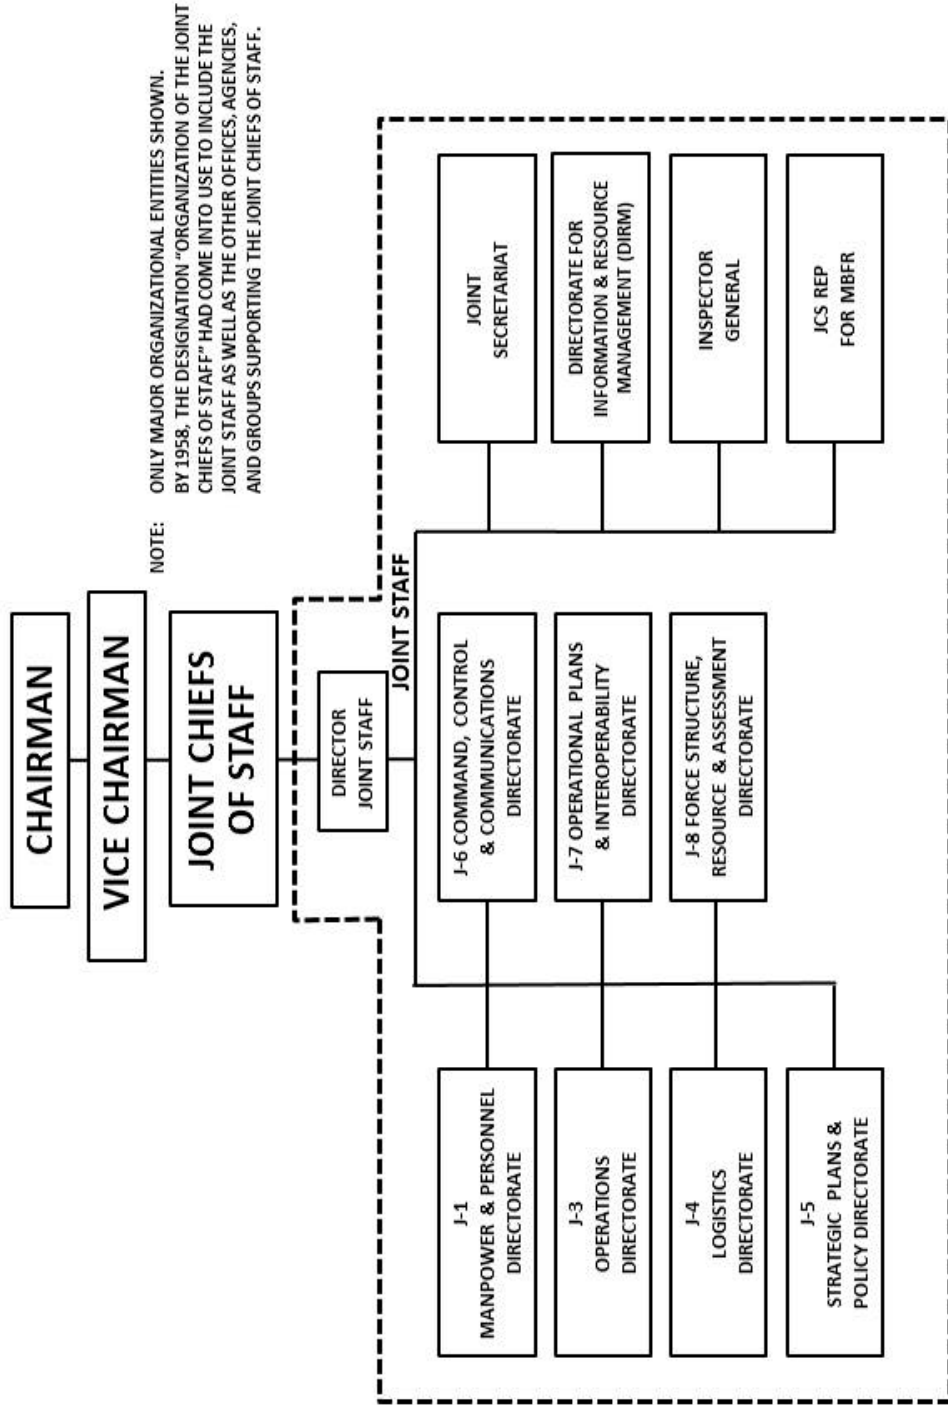 CHAIRMAN
VICE CHAIRMAN
JOINT CHIEFS
OF STAFF
NOTE: ONLY MAJOR ORGANIZATIONAL ENTITIES SHOWN.
BY 1958, THE DESIGNATION "ORGANIZATION OF THE JOINT
CHIEFS OF STAFF" HAD COME INTO USE TO INCLUDE THE
JOINT STAFF AS WELL AS THE OTHER OFFICES, AGENCIES,
AND GROUPS SUPPORTING THE JOINT CHIEFS OF STAFF.
DIRECTOR
JOINT STAFF
JOINT STAFF
J-1
MANPOWER & PERSONNEL
DIRECTORATE
J-3
OPERATIONS
DIRECTORATE
J-4
LOGISTICS
DIRECTORATE
J-5
STRATEGIC PLANS &
POLICY DIRECTORATE
J-6 COMMAND, CONTROL
& COMMUNICATIONS
DIRECTORATE
J-7 OPERATIONAL PLANS
& INTEROPERABILITY
DIRECTORATE
J-8 FORCE STRUCTURE,
RESOURCE & ASSESSMENT
DIRECTORATE
JOINT
SECRETARIAT
DIRECTORATE FOR
INFORMATION & RESOURCE
MANAGEMENT (DIRM)
INSPECTOR
GENERAL
JCS REP
FOR MBFR